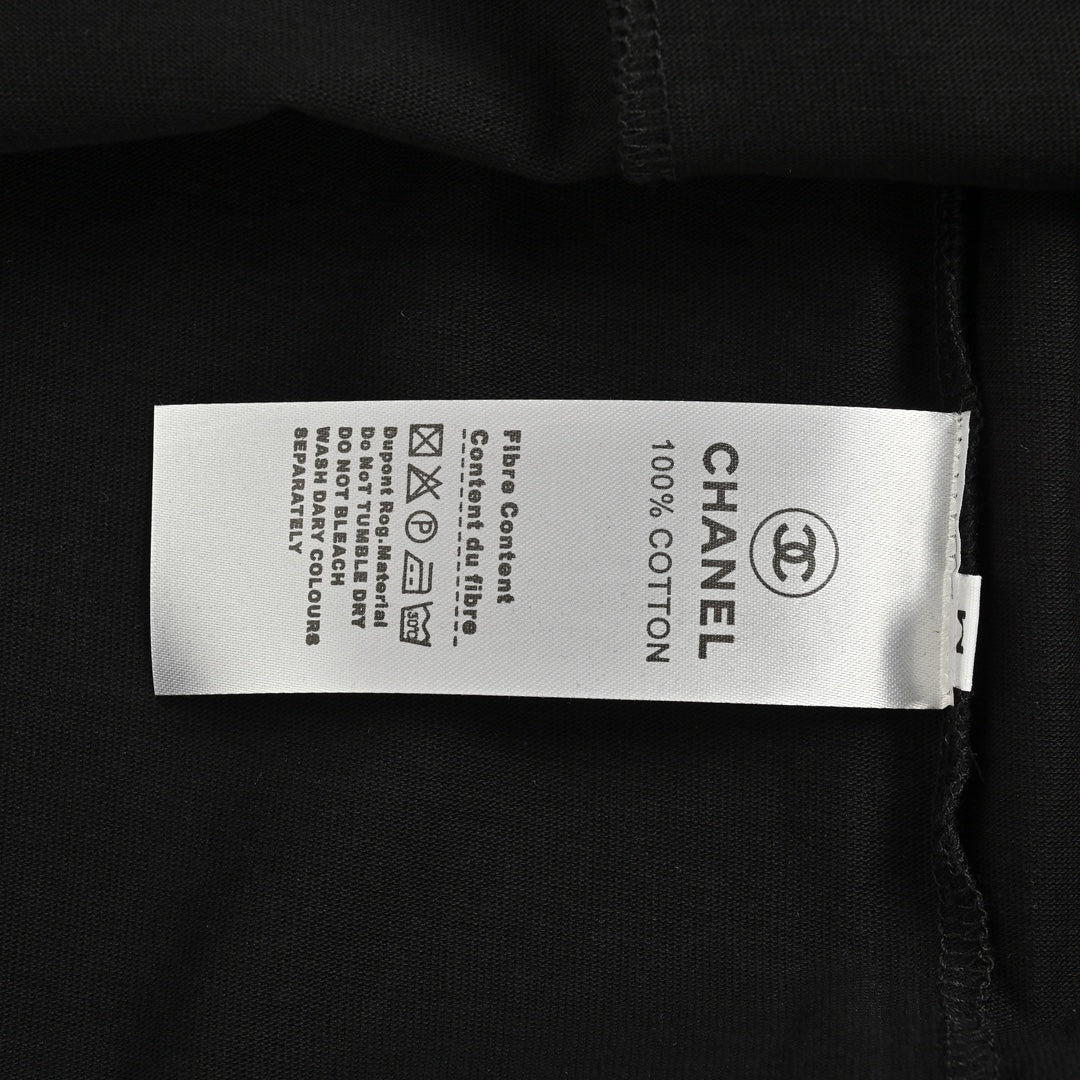 CHANEL
100% COTTON
Fibre Content
Content du fibre
P
30°C
Dupont Rog.Material
Do NoT TUMBLE DRY
DO NOT BLEACH
WASH DARY COLOURS
SEPARATELY
M